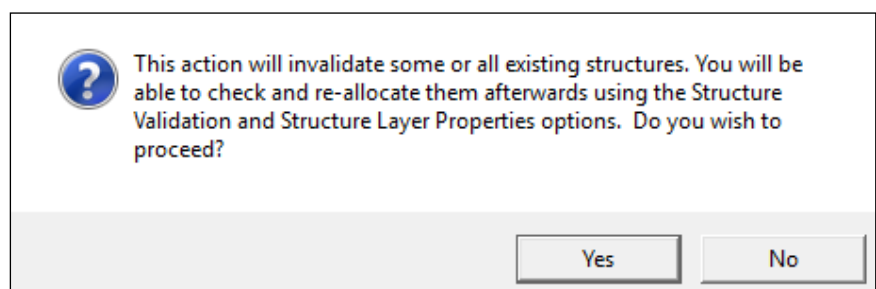 This action will invalidate some or all existing structures. You will be
able to check and re-allocate them afterwards using the Structure
Validation and Structure Layer Properties options.  Do you wish to
proceed?
Yes
No